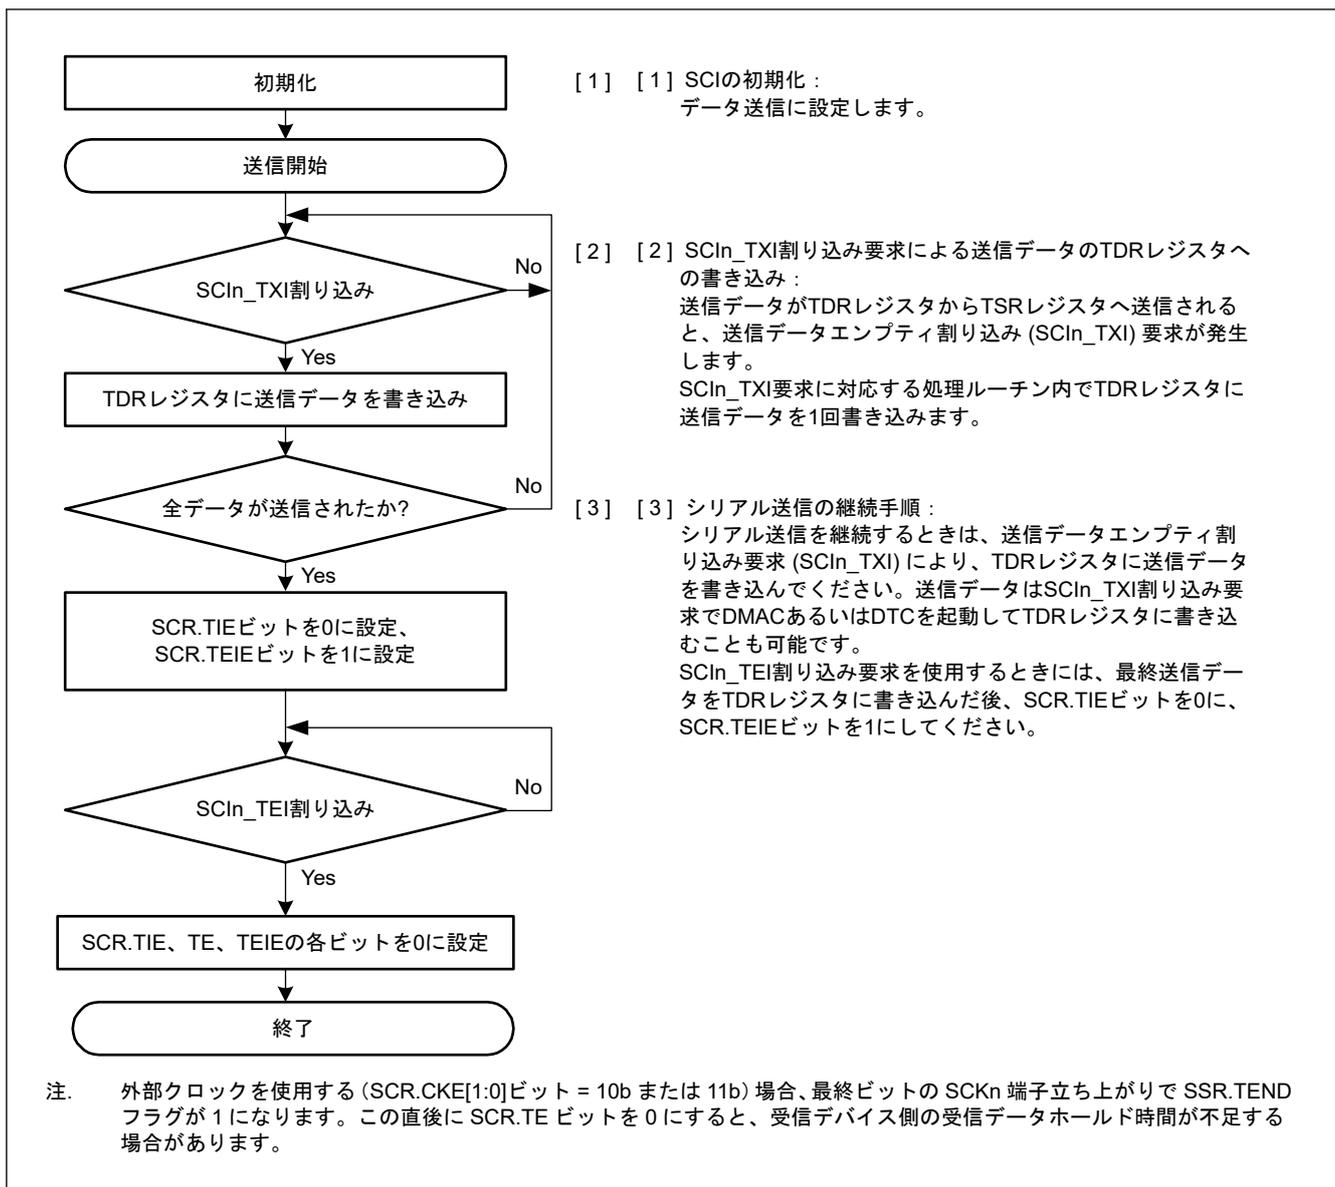 初期化
[ 1 ] [ 1 ] SCIの初期化：
データ送信に設定します。
送信開始
SCIn_TXI割り込み
No
Yes
[ 2 ] [ 2 ] SCIn_TXI割り込み要求による送信データのTDRレジスタへ
の書き込み：
送信データがTDRレジスタからTSRレジスタへ送信される
と、送信データエンプティ割り込み (SCIn_TXI) 要求が発生
します。
SCIn_TXI要求に対応する処理ルーチン内でTDRレジスタに
送信データを1回書き込みます。
TDRレジスタに送信データを書き込み
全データが送信されたか?
No
Yes
[ 3 ] [ 3 ] シリアル送信の継続手順：
シリアル送信を継続するときは、送信データエンプティ割
り込み要求 (SCIn_TXI) により、TDRレジスタに送信データ
を書き込んでください。送信データはSCIn_TXI割り込み要
求でDMACあるいはDTCを起動してTDRレジスタに書き込
むことも可能です。
SCIn_TEI割り込み要求を使用するときには、最終送信デー
タをTDRレジスタに書き込んだ後、SCR.TIEビットを0に、
SCR.TEIEビットを1にしてください。
SCR.TIEビットを0に設定、
SCR.TEIEビットを1に設定
SCIn_TEI割り込み
No
Yes
SCR.TIE、TE、TEIEの各ビットを0に設定
終了
注. 外部クロックを使用する（SCR.CKE[1:0]ビット = 10b または 11b）場合、最終ビットの SCKn 端子立ち上がりで SSR.TEND
フラグが 1 になります。この直後に SCR.TE ビットを 0 にすると、受信デバイス側の受信データホールド時間が不足する
場合があります。